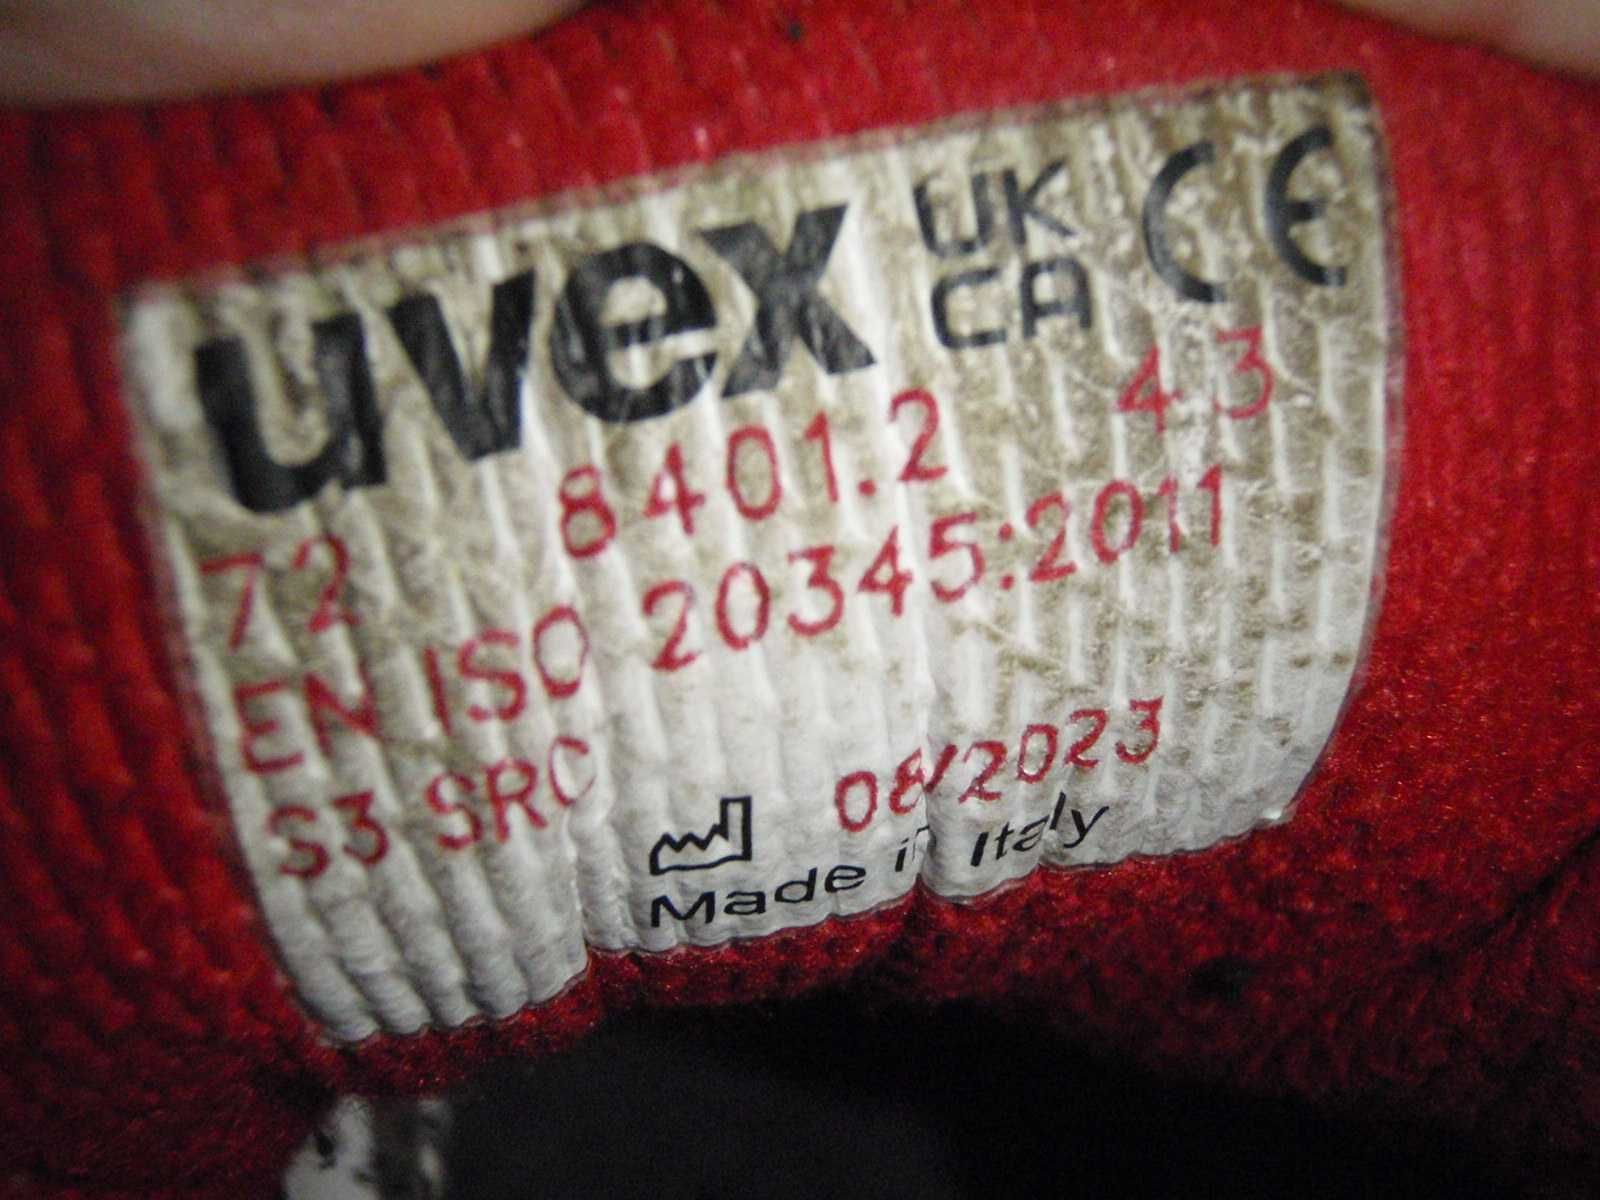 uvex UK CA CE
72 8401.2 43
EN ISO 20345:2011
S3 SRC
08/2023
Made in Italy